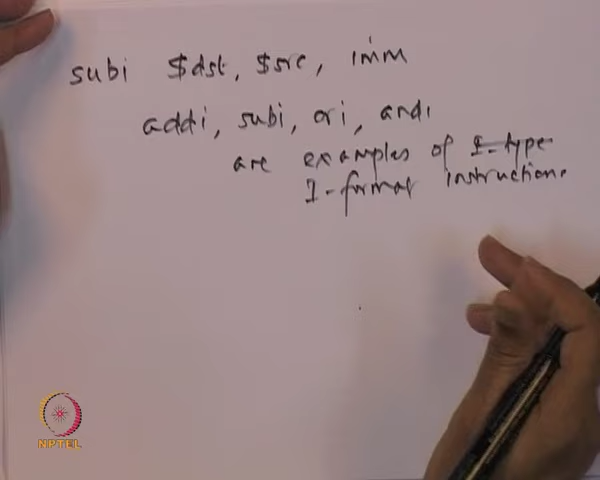 subi $dst, $src, imm
addi, subi, ori, andi
are examples of I-type
I-format instructions
NPTEL